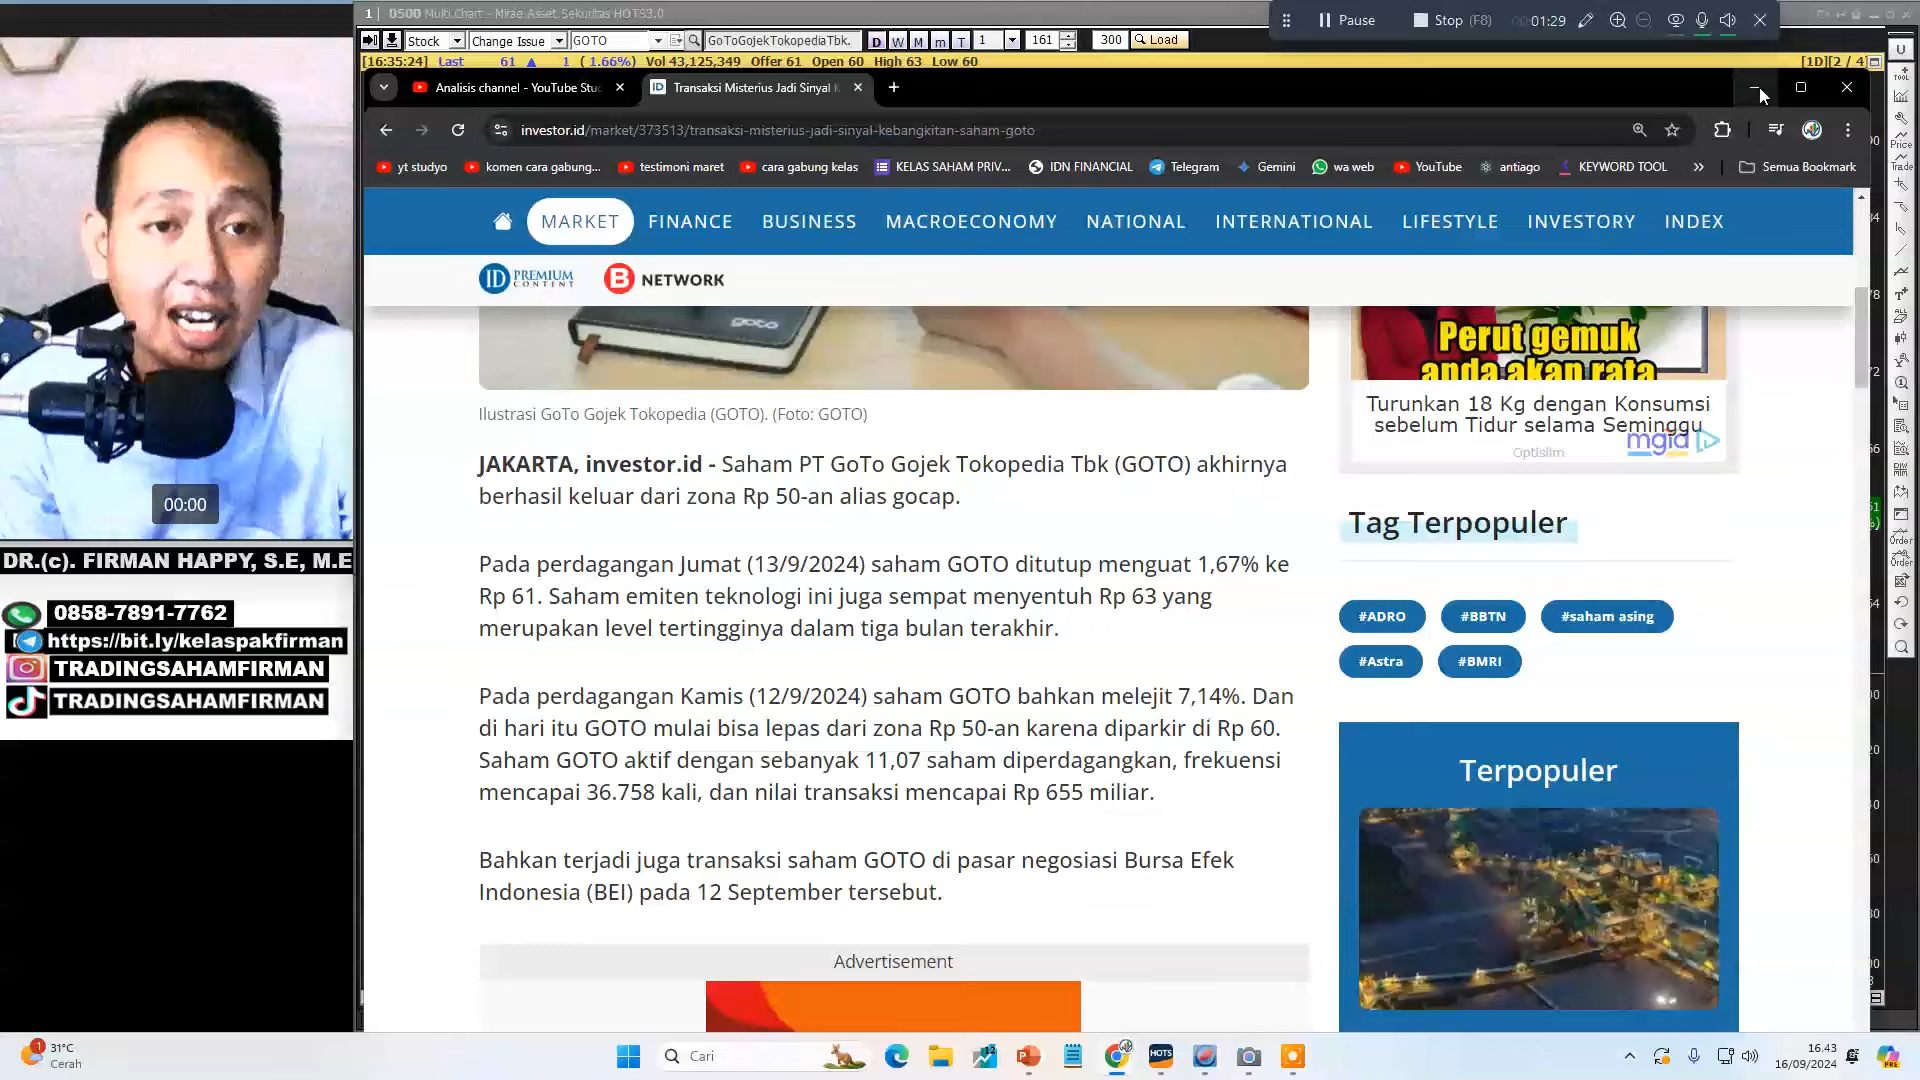 1 0500 Multi Chart - Mirae Asset Sekuritas HOTS3.0
Pause Stop (F8) 00:01:29
Stock Change Issue GOTO GoToGojekTokopediaTbk. D W M m T 1 161 300 Load
[16:35:24] Last 61 ▲ 1 (1.66%) Vol 43,125,349 Offer 61 Open 60 High 63 Low 60 [1D][2 / 4]
Analisis channel - YouTube Stu
Transaksi Misterius Jadi Sinyal
investor.id/market/373513/transaksi-misterius-jadi-sinyal-kebangkitan-saham-goto
yt studyo komen cara gabung... testimoni maret cara gabung kelas KELAS SAHAM PRIV... IDN FINANCIAL Telegram Gemini wa web YouTube antiago KEYWORD TOOL » Semua Bookmark
MARKET FINANCE BUSINESS MACROECONOMY NATIONAL INTERNATIONAL LIFESTYLE INVESTORY INDEX
ID PREMIUM CONTENT B NETWORK
goto
Ilustrasi GoTo Gojek Tokopedia (GOTO). (Foto: GOTO)
JAKARTA, investor.id - Saham PT GoTo Gojek Tokopedia Tbk (GOTO) akhirnya
berhasil keluar dari zona Rp 50-an alias gocap.
Pada perdagangan Jumat (13/9/2024) saham GOTO ditutup menguat 1,67% ke
Rp 61. Saham emiten teknologi ini juga sempat menyentuh Rp 63 yang
merupakan level tertingginya dalam tiga bulan terakhir.
Pada perdagangan Kamis (12/9/2024) saham GOTO bahkan melejit 7,14%. Dan
di hari itu GOTO mulai bisa lepas dari zona Rp 50-an karena diparkir di Rp 60.
Saham GOTO aktif dengan sebanyak 11,07 saham diperdagangkan, frekuensi
mencapai 36.758 kali, dan nilai transaksi mencapai Rp 655 miliar.
Bahkan terjadi juga transaksi saham GOTO di pasar negosiasi Bursa Efek
Indonesia (BEI) pada 12 September tersebut.
Advertisement
Perut gemuk
anda akan rata
Turunkan 18 Kg dengan Konsumsi
sebelum Tidur selama Seminggu
Optislim
mgid
Tag Terpopuler
#ADRO #BBTN #saham asing
#Astra #BMRI
Terpopuler
00:00
DR.(c). FIRMAN HAPPY, S.E, M.E
0858-7891-7762
https://bit.ly/kelaspakfirman
TRADINGSAHAMFIRMAN
TRADINGSAHAMFIRMAN
U
TOOL
Price
Trade
Order
Order
1
31°C
Cerah
Cari
HOTS
16.43
16/09/2024
PRE